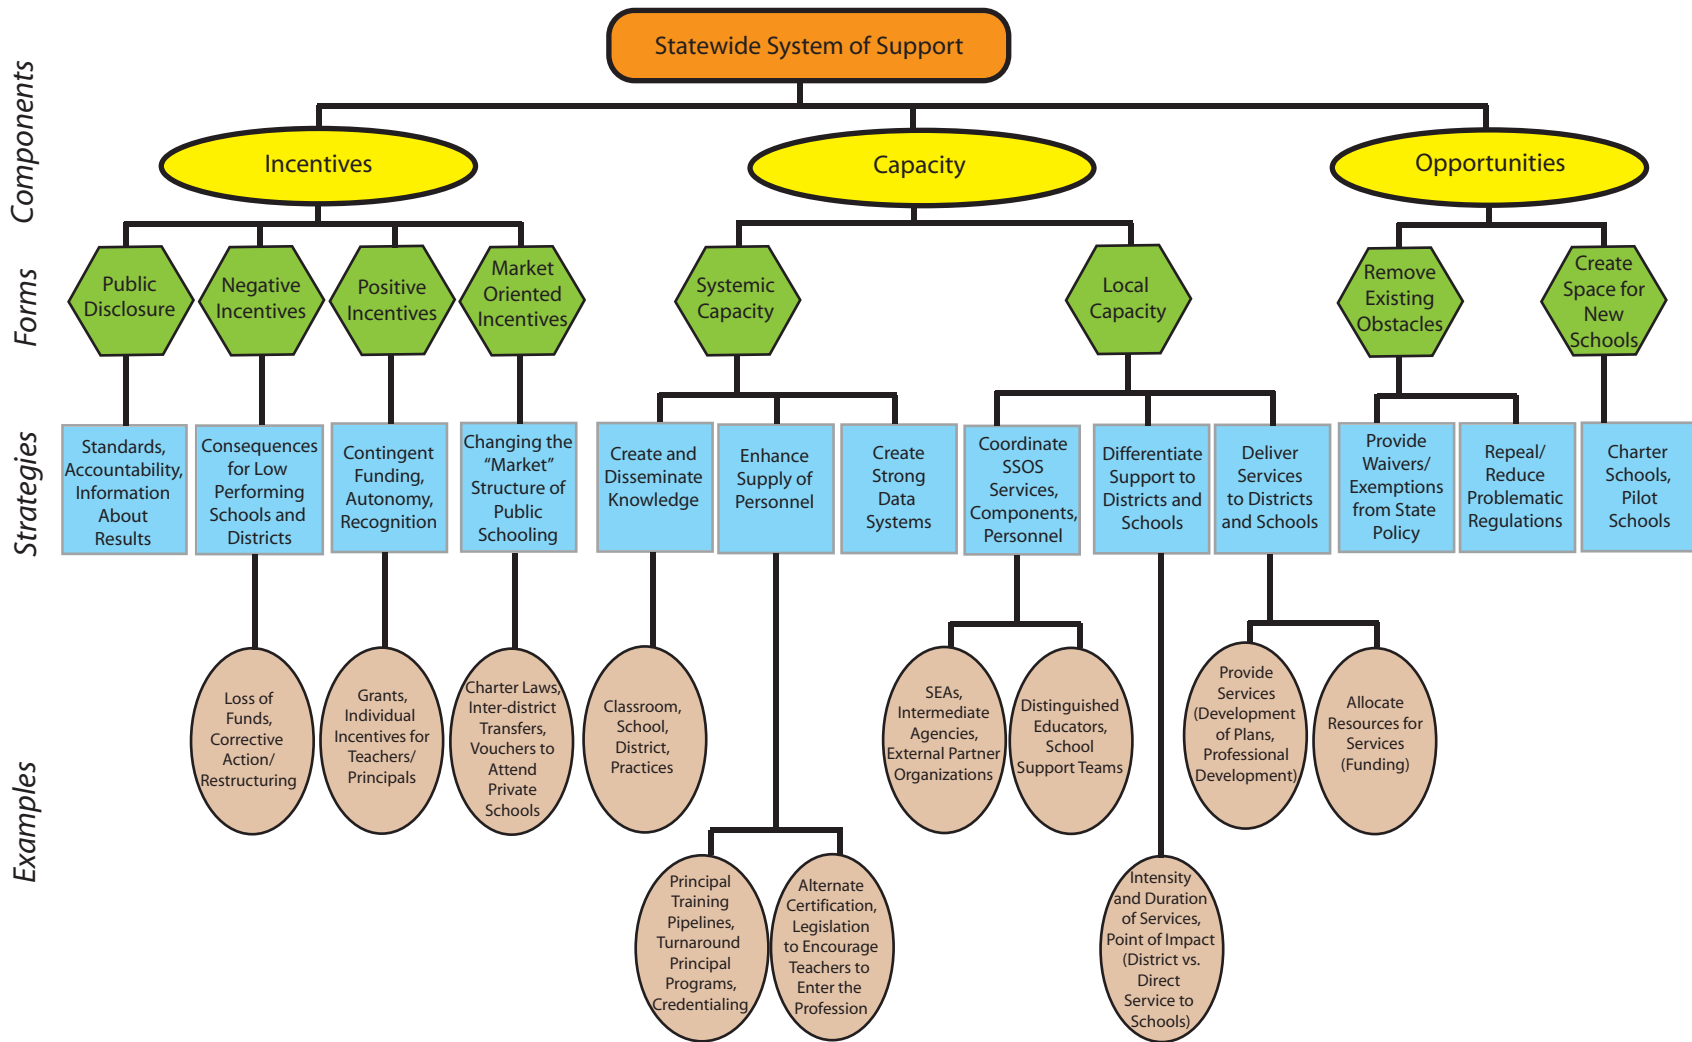 Statewide System of Support
Components
Incentives
Capacity
Opportunities
Forms
Public
Disclosure
Negative
Incentives
Positive
Incentives
Market
Oriented
Incentives
Systemic
Capacity
Local
Capacity
Remove
Existing
Obstacles
Create
Space for
New
Schools
Strategies
Standards,
Accountability,
Information
About
Results
Consequences
for Low
Performing
Schools and
Districts
Contingent
Funding,
Autonomy,
Recognition
Changing the
“Market”
Structure of
Public
Schooling
Create and
Disseminate
Knowledge
Enhance
Supply of
Personnel
Create
Strong
Data
Systems
Coordinate
SSOS
Services,
Components,
Personnel
Differentiate
Support to
Districts and
Schools
Deliver
Services
to Districts
and Schools
Provide
Waivers/
Exemptions
from State
Policy
Repeal/
Reduce
Problematic
Regulations
Charter
Schools,
Pilot
Schools
Examples
Loss of
Funds,
Corrective
Action/
Restructuring
Grants,
Individual
Incentives for
Teachers/
Principals
Charter Laws,
Inter-district
Transfers,
Vouchers to
Attend
Private
Schools
Classroom,
School,
District,
Practices
SEAs,
Intermediate
Agencies,
External Partner
Organizations
Distinguished
Educators,
School
Support Teams
Provide
Services
(Development
of Plans,
Professional
Development)
Allocate
Resources for
Services
(Funding)
Principal
Training
Pipelines,
Turnaround
Principal
Programs,
Credentialing
Alternate
Certification,
Legislation
to Encourage
Teachers to
Enter the
Profession
Intensity
and Duration
of Services,
Point of Impact
(District vs.
Direct
Service to
Schools)